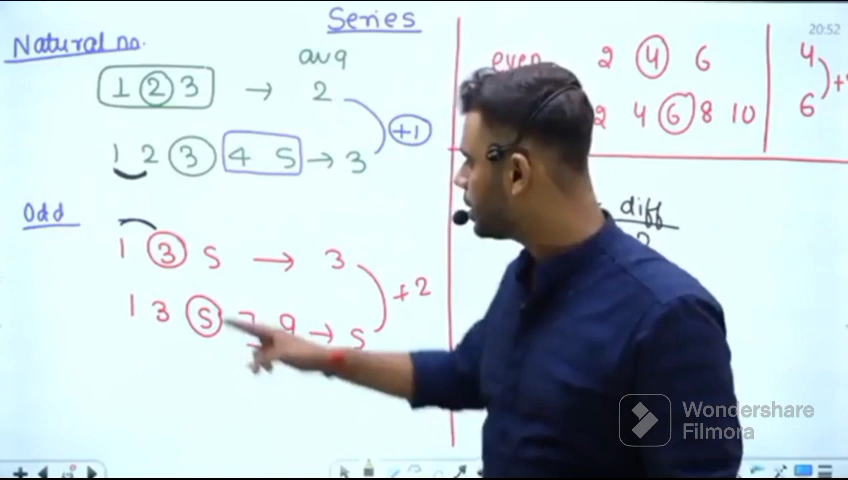 Series
20:52
Natural no.
avg
1 2 3 → 2
+1
1 2 3 4 5 → 3
Odd
1 3 5 → 3
+2
1 3 5 7 9 → 5
even 2 4 6 4
2 4 6 8 10 6
diff
Wondershare
Filmora